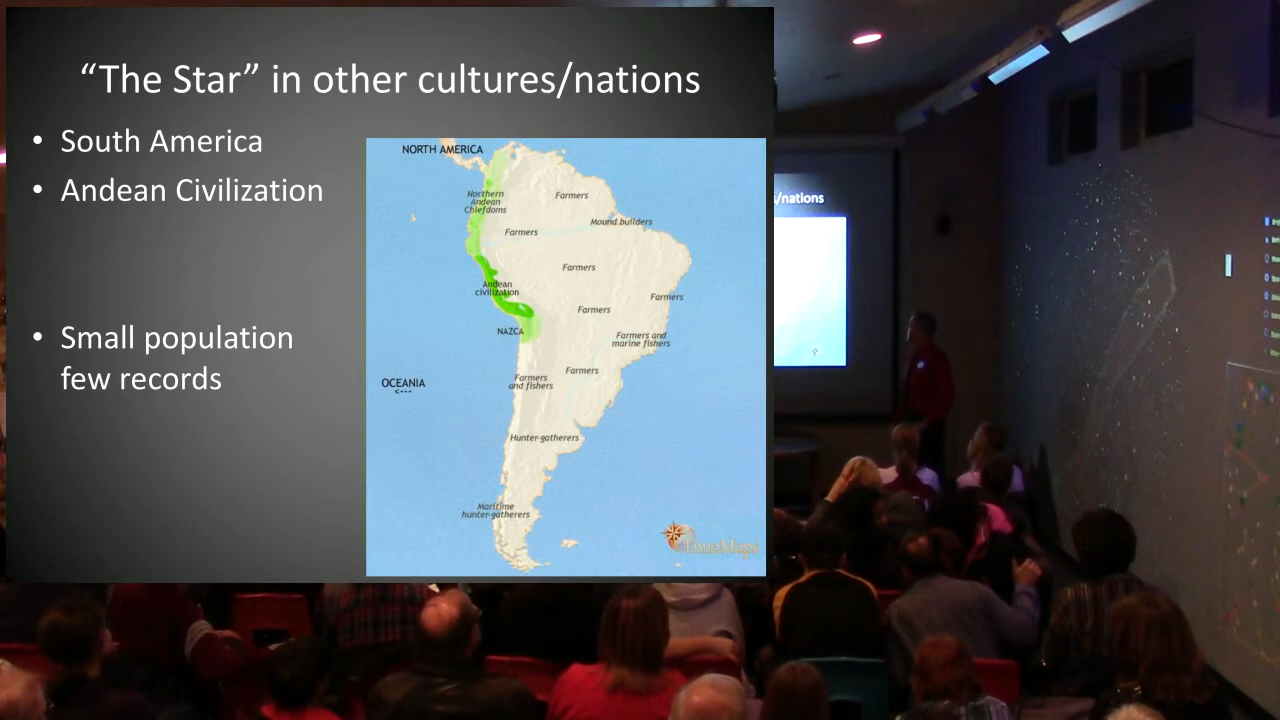 “The Star” in other cultures/nations
• South America
• Andean Civilization
• Small population
few records
NORTH AMERICA
Northern
Andean
Chiefdoms
Farmers
Mound builders
Farmers
Farmers
Andean
civilization
Farmers
Farmers
NAZCA
Farmers and
marine fishers
Farmers
Farmers
and fishers
OCEANIA
<---
Hunter-gatherers
Maritime
hunter-gatherers
TimeMaps
s/nations